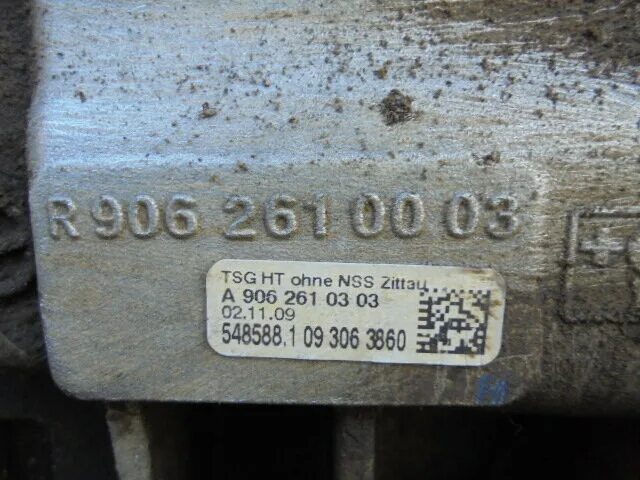 R 906 261 00 03
TSG HT ohne NSS Zittau
A 906 261 03 03
02.11.09
548588.1 09 306 3860